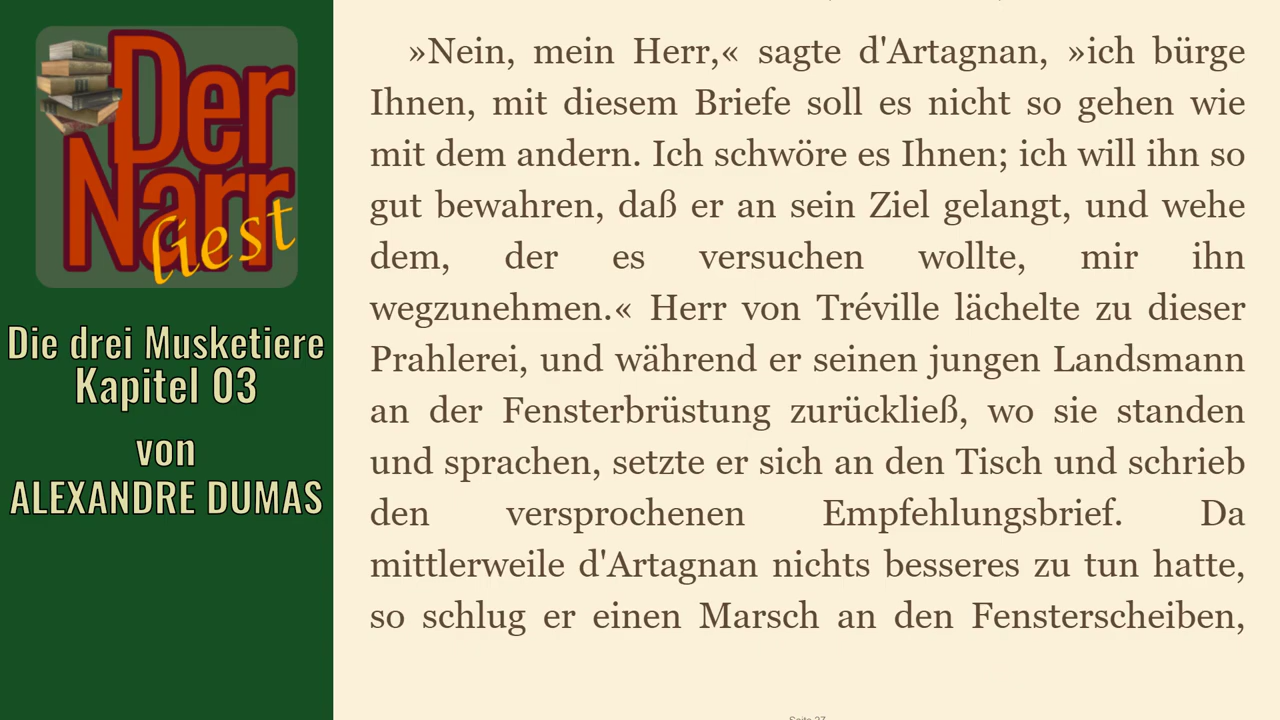 Der
Narr
liest
Die drei Musketiere
Kapitel 03
von
ALEXANDRE DUMAS
»Nein, mein Herr,« sagte d'Artagnan, »ich bürge
Ihnen, mit diesem Briefe soll es nicht so gehen wie
mit dem andern. Ich schwöre es Ihnen; ich will ihn so
gut bewahren, daß er an sein Ziel gelangt, und wehe
dem, der es versuchen wollte, mir ihn
wegzunehmen.« Herr von Tréville lächelte zu dieser
Prahlerei, und während er seinen jungen Landsmann
an der Fensterbrüstung zurückließ, wo sie standen
und sprachen, setzte er sich an den Tisch und schrieb
den versprochenen Empfehlungsbrief. Da
mittlerweile d'Artagnan nichts besseres zu tun hatte,
so schlug er einen Marsch an den Fensterscheiben,